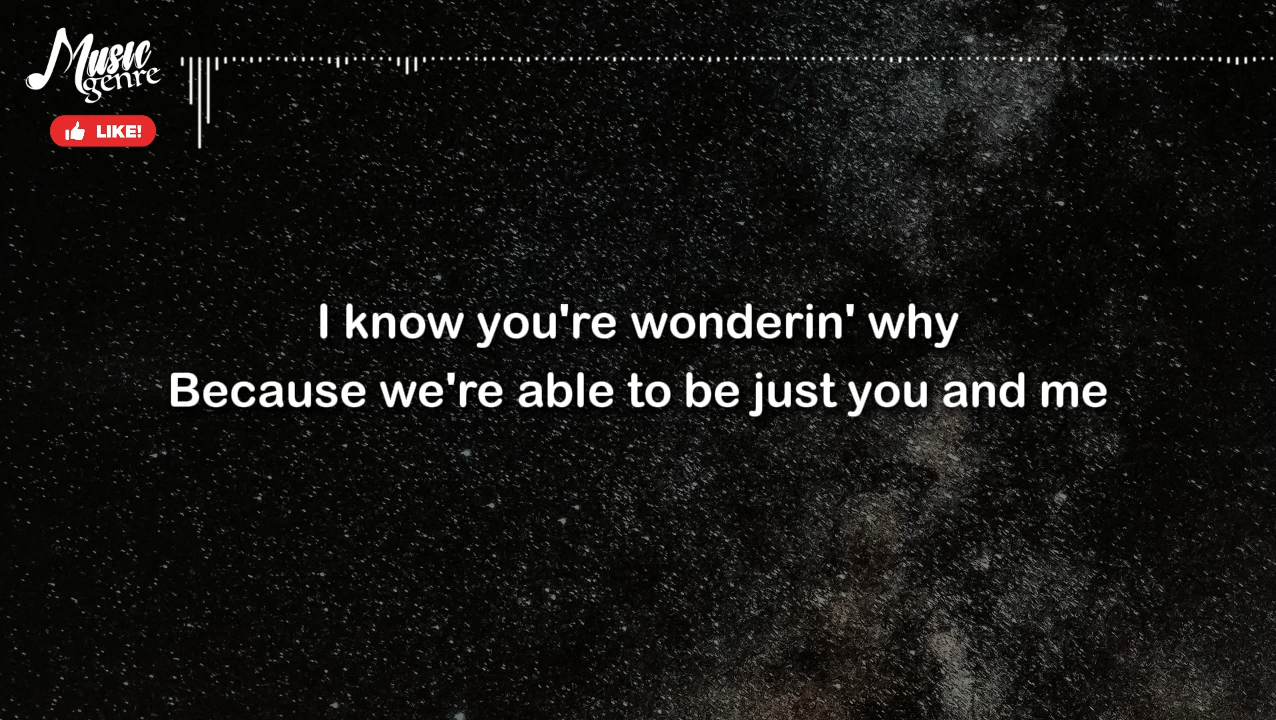 Music
genre
LIKE!
I know you're wonderin' why
Because we're able to be just you and me